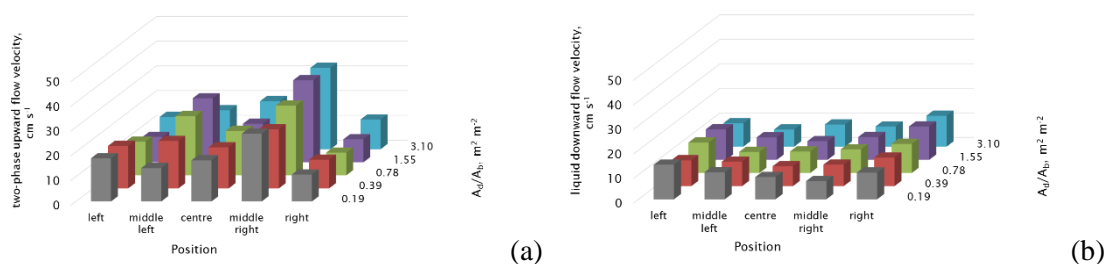 two-phase upward flow velocity,
cm s⁻¹
50
40
30
20
10
0
left
middle
left
centre
middle
right
right
Position
0.19
0.39
0.78
1.55
3.10
A_d/A_b, m² m⁻²
(a)
liquid downward flow velocity,
cm s⁻¹
50
40
30
20
10
0
left
middle
left
centre
middle
right
right
Position
0.19
0.39
0.78
1.55
3.10
A_d/A_b, m² m⁻²
(b)